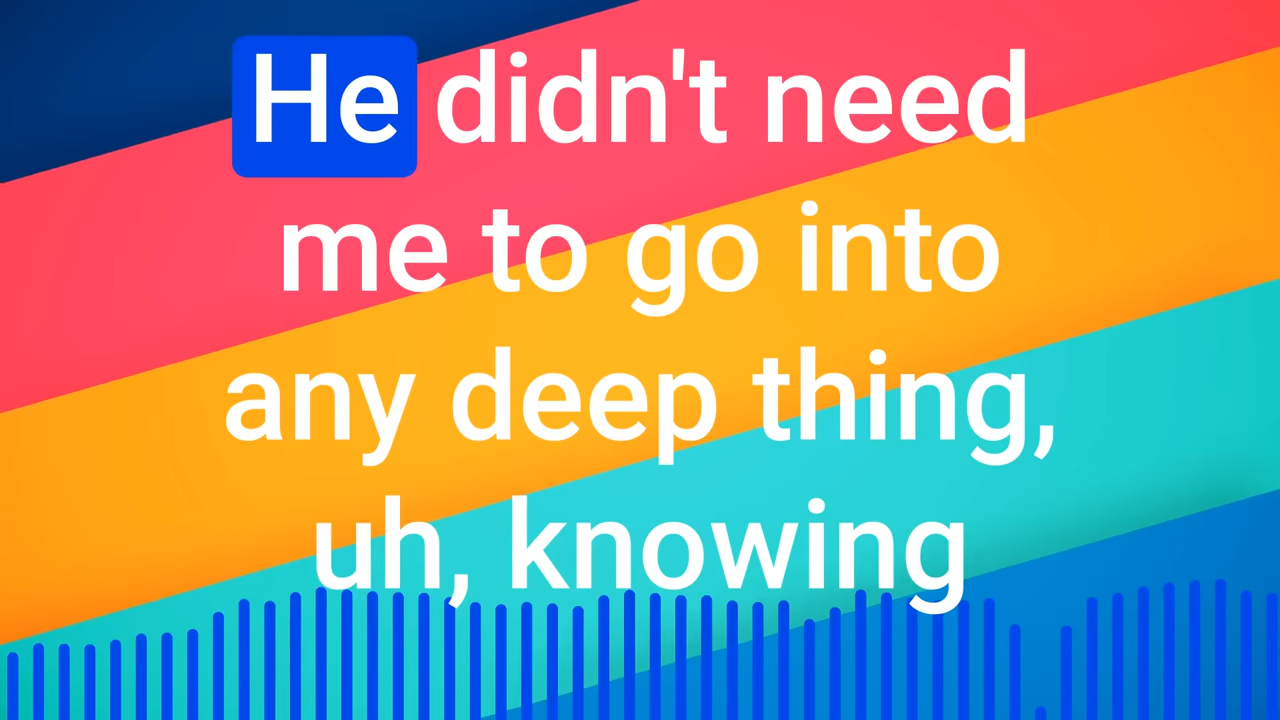 He didn't need
me to go into
any deep thing,
uh, knowing